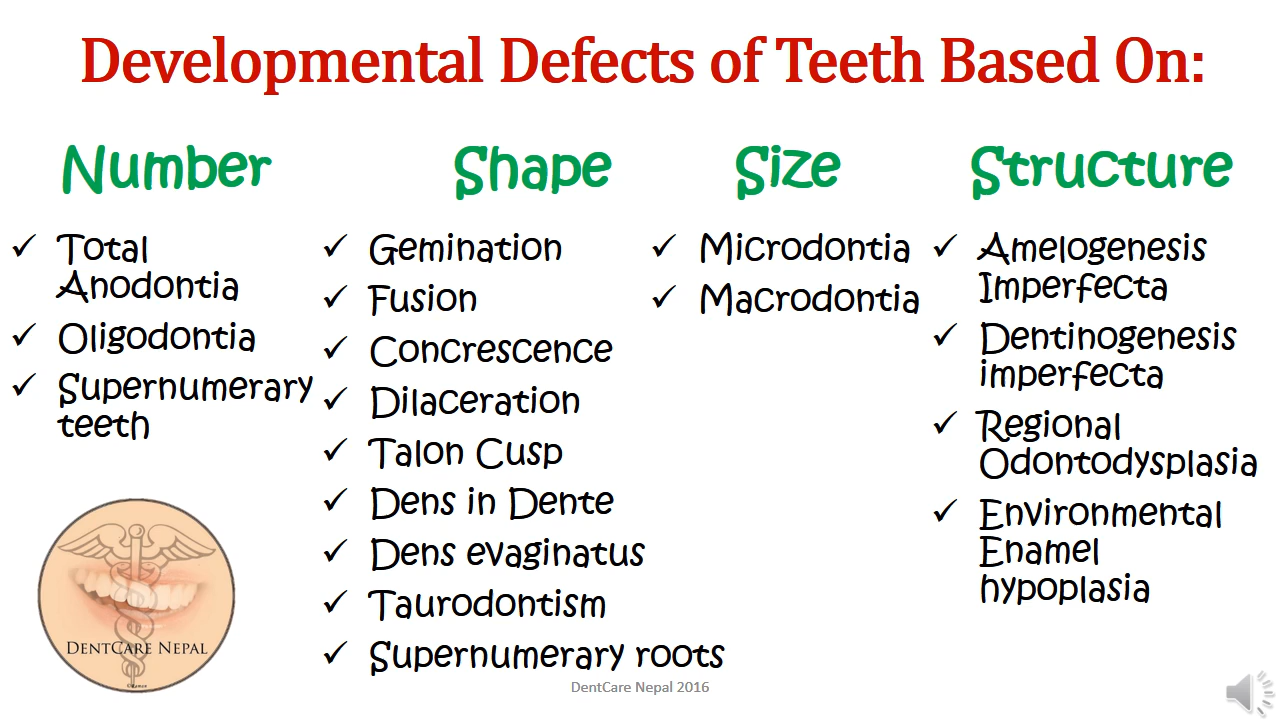 Developmental Defects of Teeth Based On:
Number
✓ Total
Anodontia
✓ Oligodontia
✓ Supernumerary
teeth
Shape
✓ Gemination
✓ Fusion
✓ Concrescence
✓ Dilaceration
✓ Talon Cusp
✓ Dens in Dente
✓ Dens evaginatus
✓ Taurodontism
✓ Supernumerary roots
Size
✓ Microdontia
✓ Macrodontia
Structure
✓ Amelogenesis
Imperfecta
✓ Dentinogenesis
imperfecta
✓ Regional
Odontodysplasia
✓ Environmental
Enamel
hypoplasia
DentCare Nepal
DentCare Nepal 2016